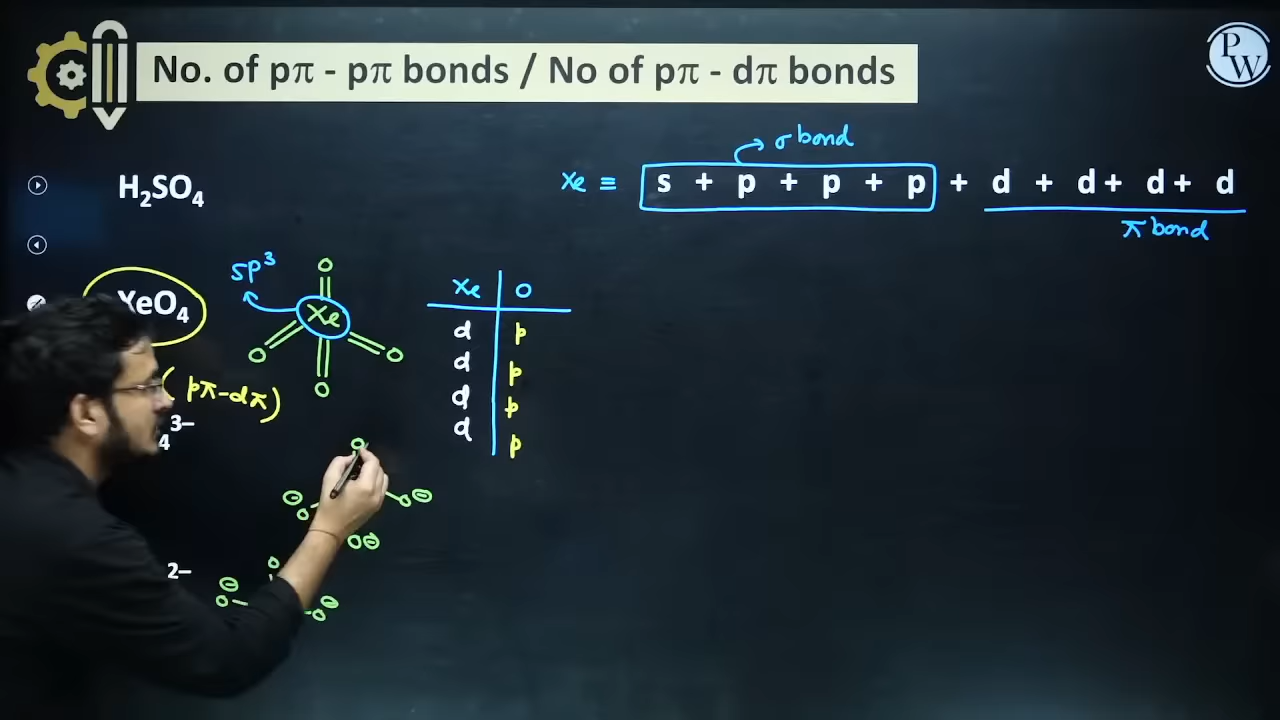 No. of pπ - pπ bonds / No of pπ - dπ bonds
PW
σ bond
Xe ≡ s + p + p + p + d + d + d + d
π bond
H₂SO₄
sp³
XeO₄
O
Xe
O O
O
(pπ-dπ)
Xe | O
d | p
d | p
d | p
d | p
4 3–
O
⊖ O O ⊖
O ⊖
2–
O
⊖
O O ⊖